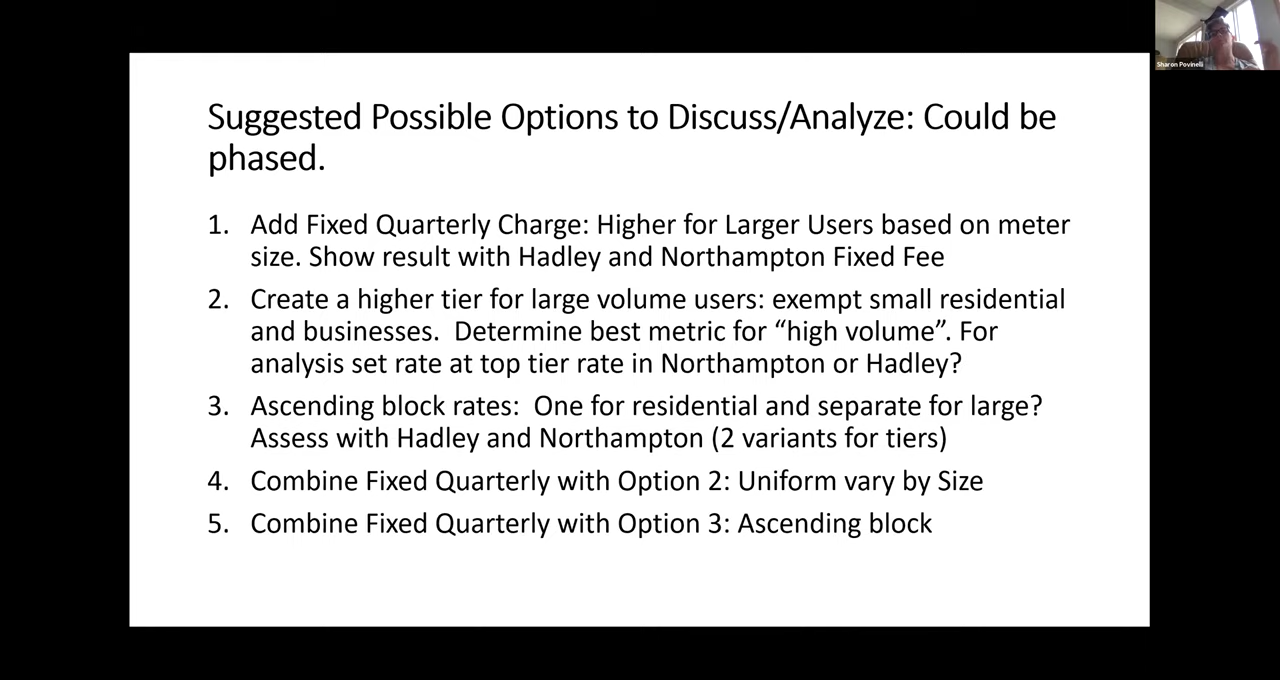 Sharon Povinelli
Suggested Possible Options to Discuss/Analyze: Could be
phased.
1. Add Fixed Quarterly Charge: Higher for Larger Users based on meter
size. Show result with Hadley and Northampton Fixed Fee
2. Create a higher tier for large volume users: exempt small residential
and businesses.  Determine best metric for “high volume”. For
analysis set rate at top tier rate in Northampton or Hadley?
3. Ascending block rates:  One for residential and separate for large?
Assess with Hadley and Northampton (2 variants for tiers)
4. Combine Fixed Quarterly with Option 2: Uniform vary by Size
5. Combine Fixed Quarterly with Option 3: Ascending block